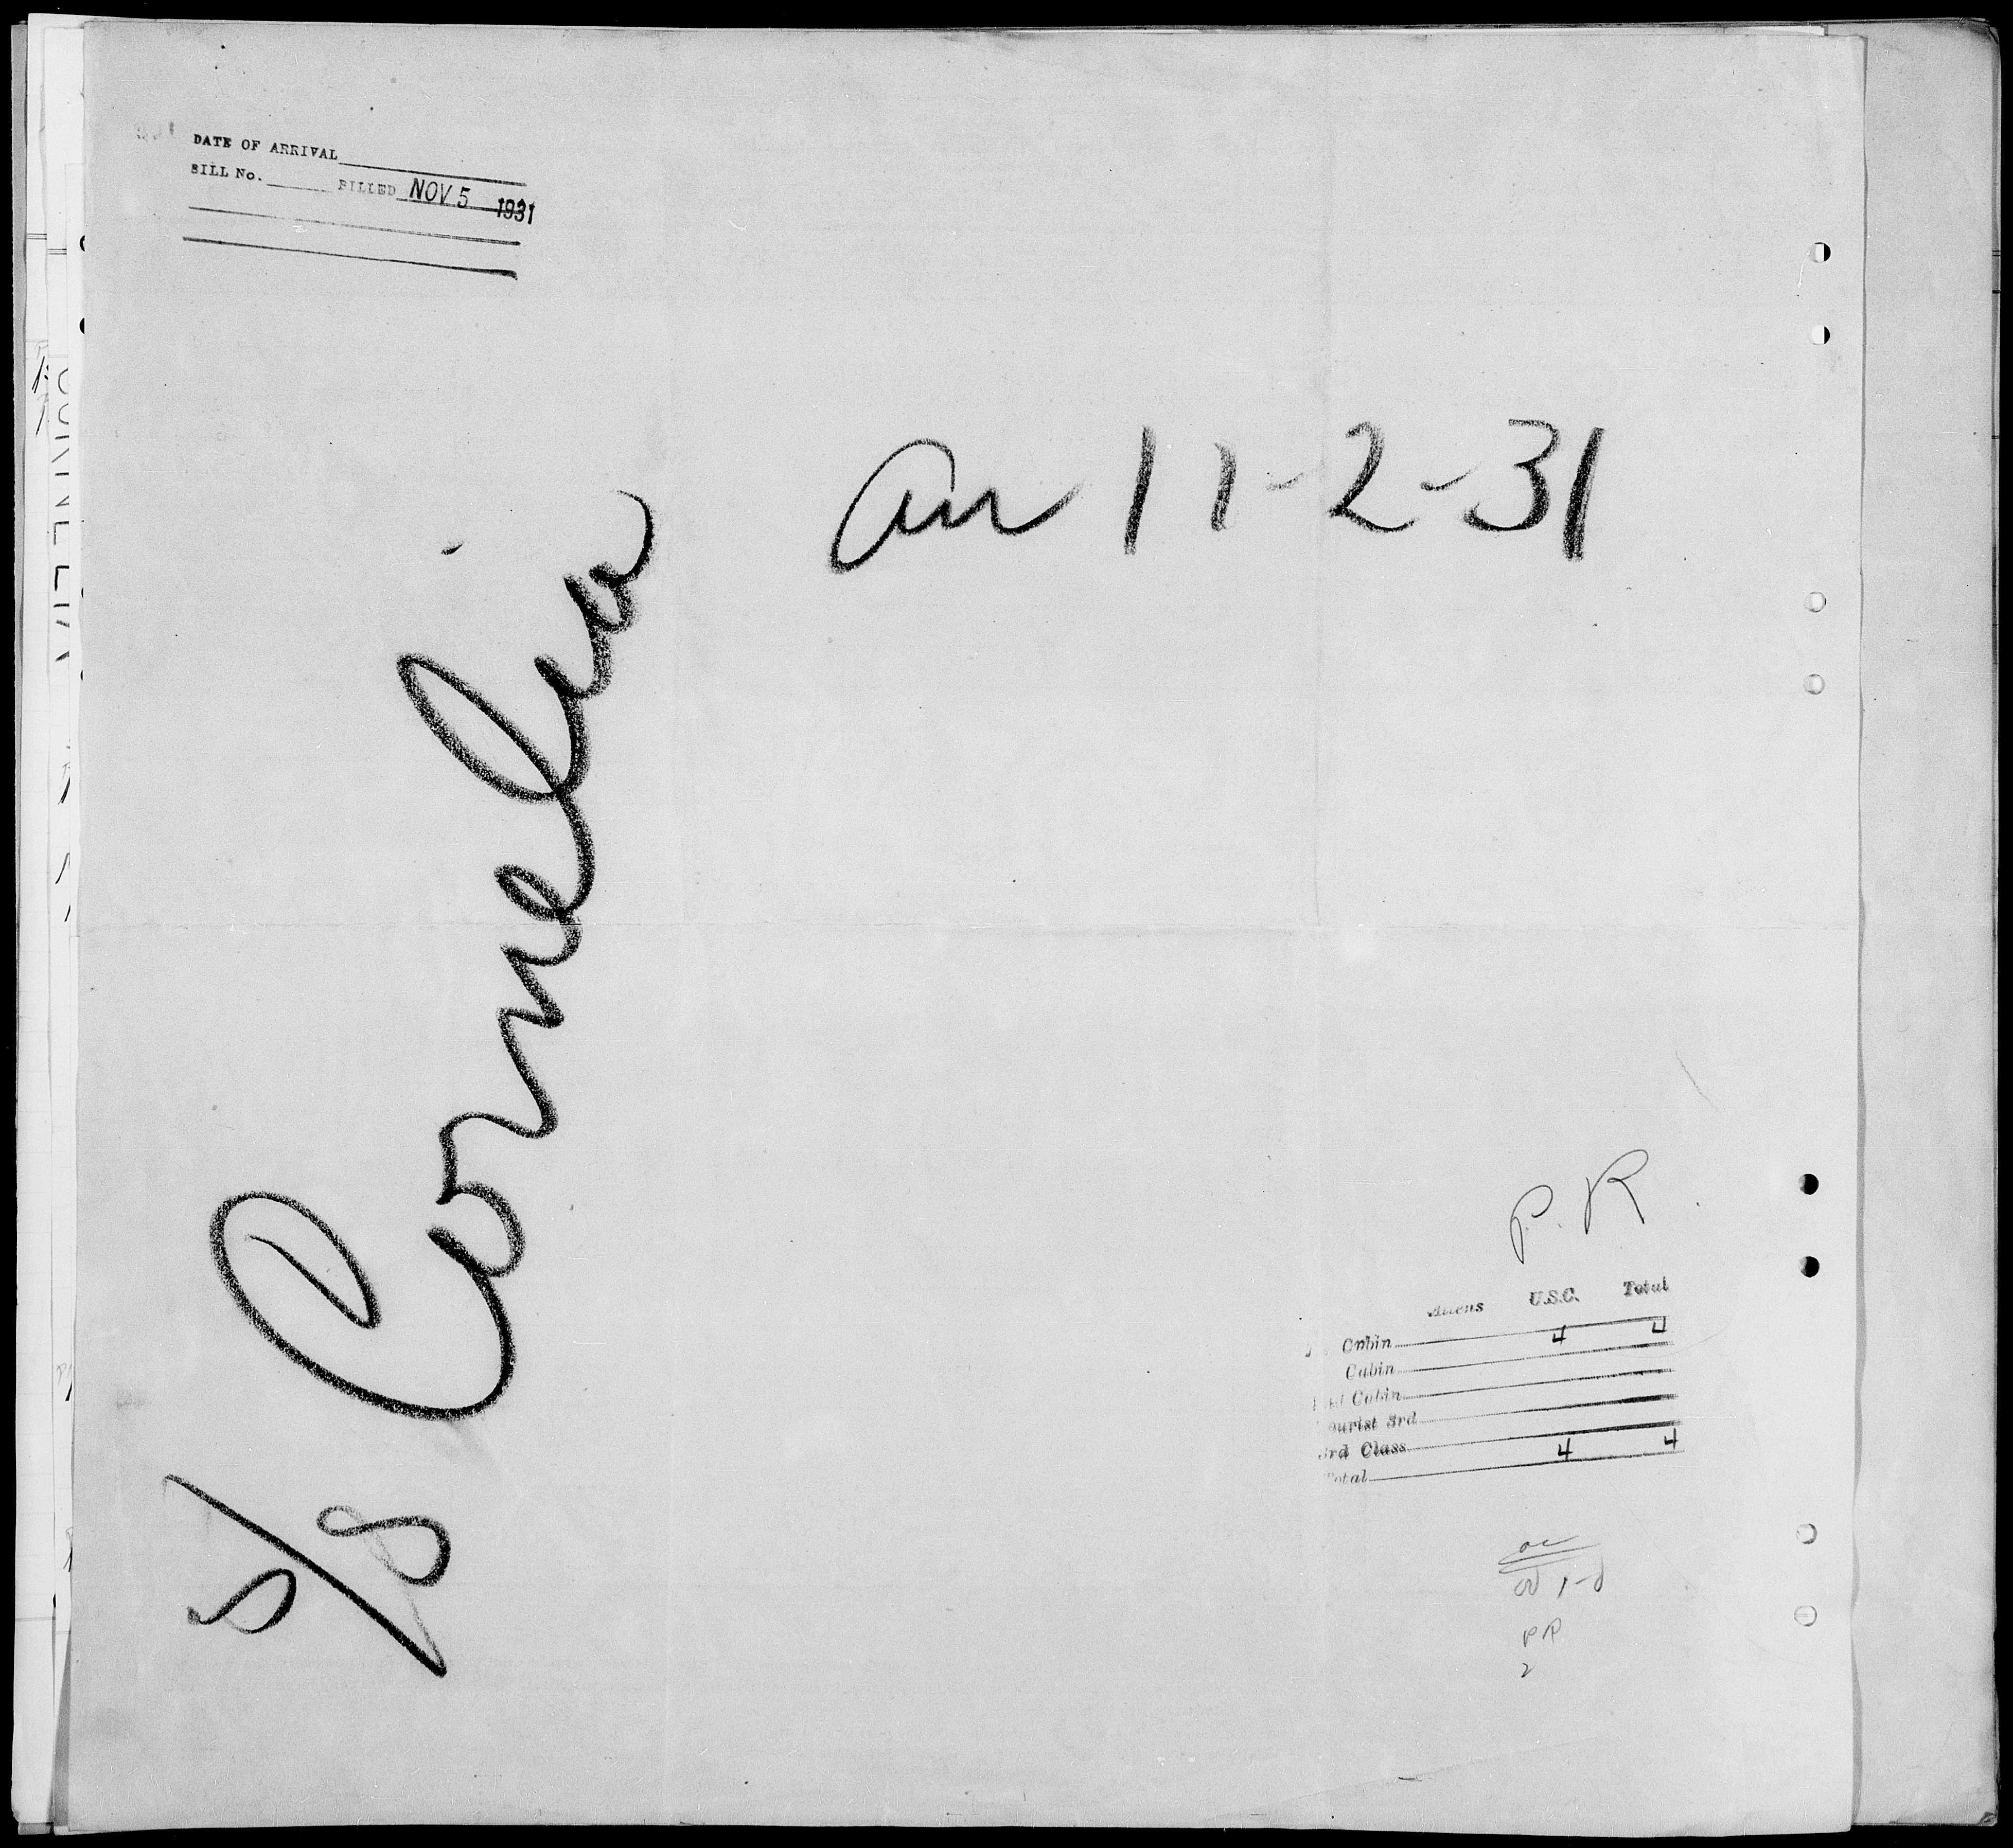 DATE OF ARRIVAL
BILL No. BILLED NOV 5 1931
arr 11-2-31
S/S Cornelia
P. R
Aliens U.S.C. Total
Cabin 4 4
Cabin
Cabin
Tourist 3rd
3rd Class 4 4
Total
PR
2